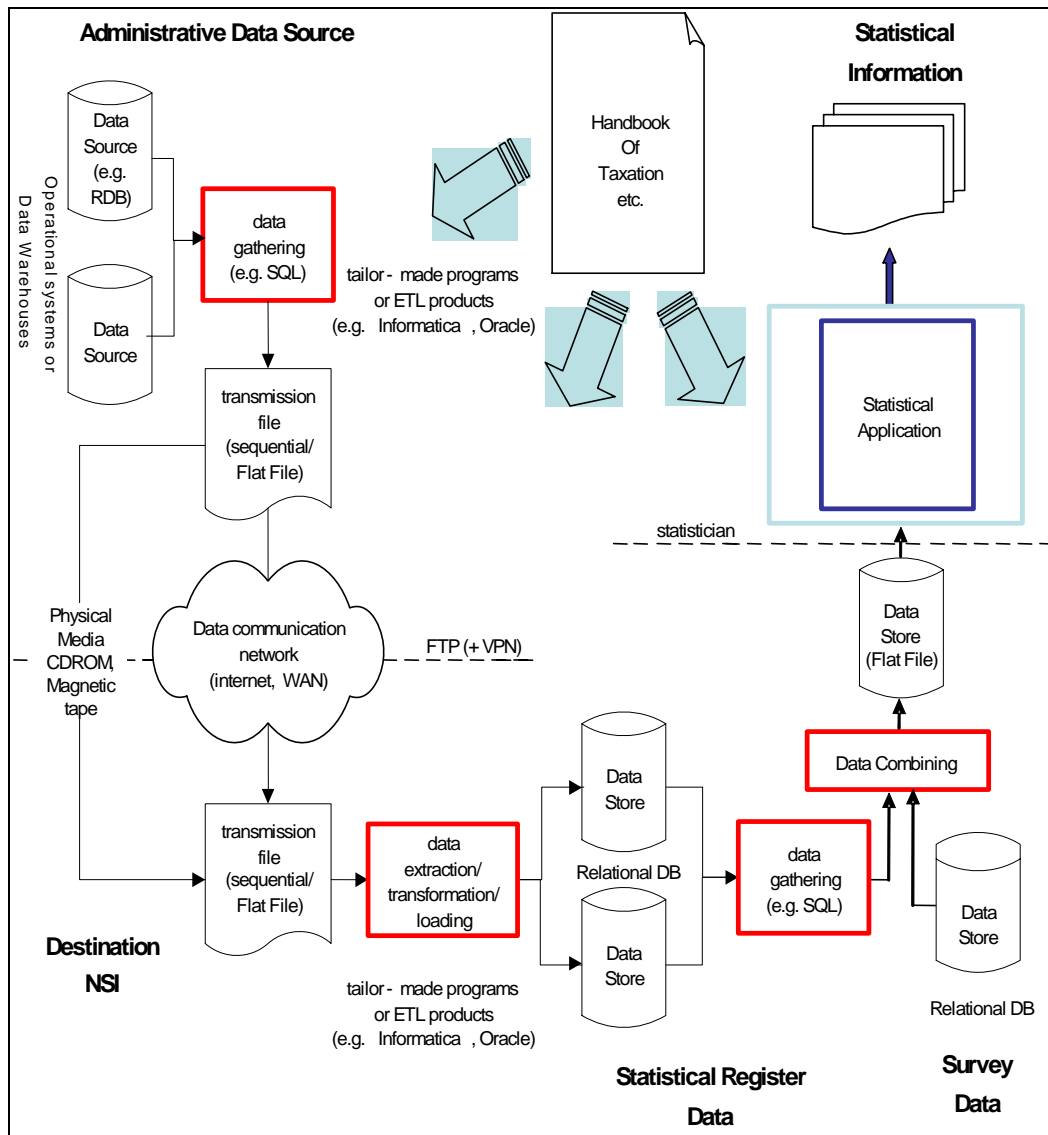 Administrative Data Source
Data
Source
(e.g.
RDB)
Operational systems or
Data Warehouses
Data
Source
data
gathering
(e.g. SQL)
tailor - made programs
or ETL products
(e.g. Informatica , Oracle)
Handbook
Of
Taxation
etc.
Statistical
Information
Statistical
Application
statistician
transmission
file
(sequential/
Flat File)
Physical
Media
CDROM,
Magnetic
tape
Data communication
network
(internet, WAN)
FTP (+ VPN)
Data
Store
(Flat File)
Data Combining
transmission
file
(sequential/
Flat File)
data
extraction/
transformation/
loading
Data
Store
Relational DB
Data
Store
data
gathering
(e.g. SQL)
Data
Store
Relational DB
Destination
NSI
tailor - made programs
or ETL products
(e.g. Informatica , Oracle)
Statistical Register
Data
Survey
Data